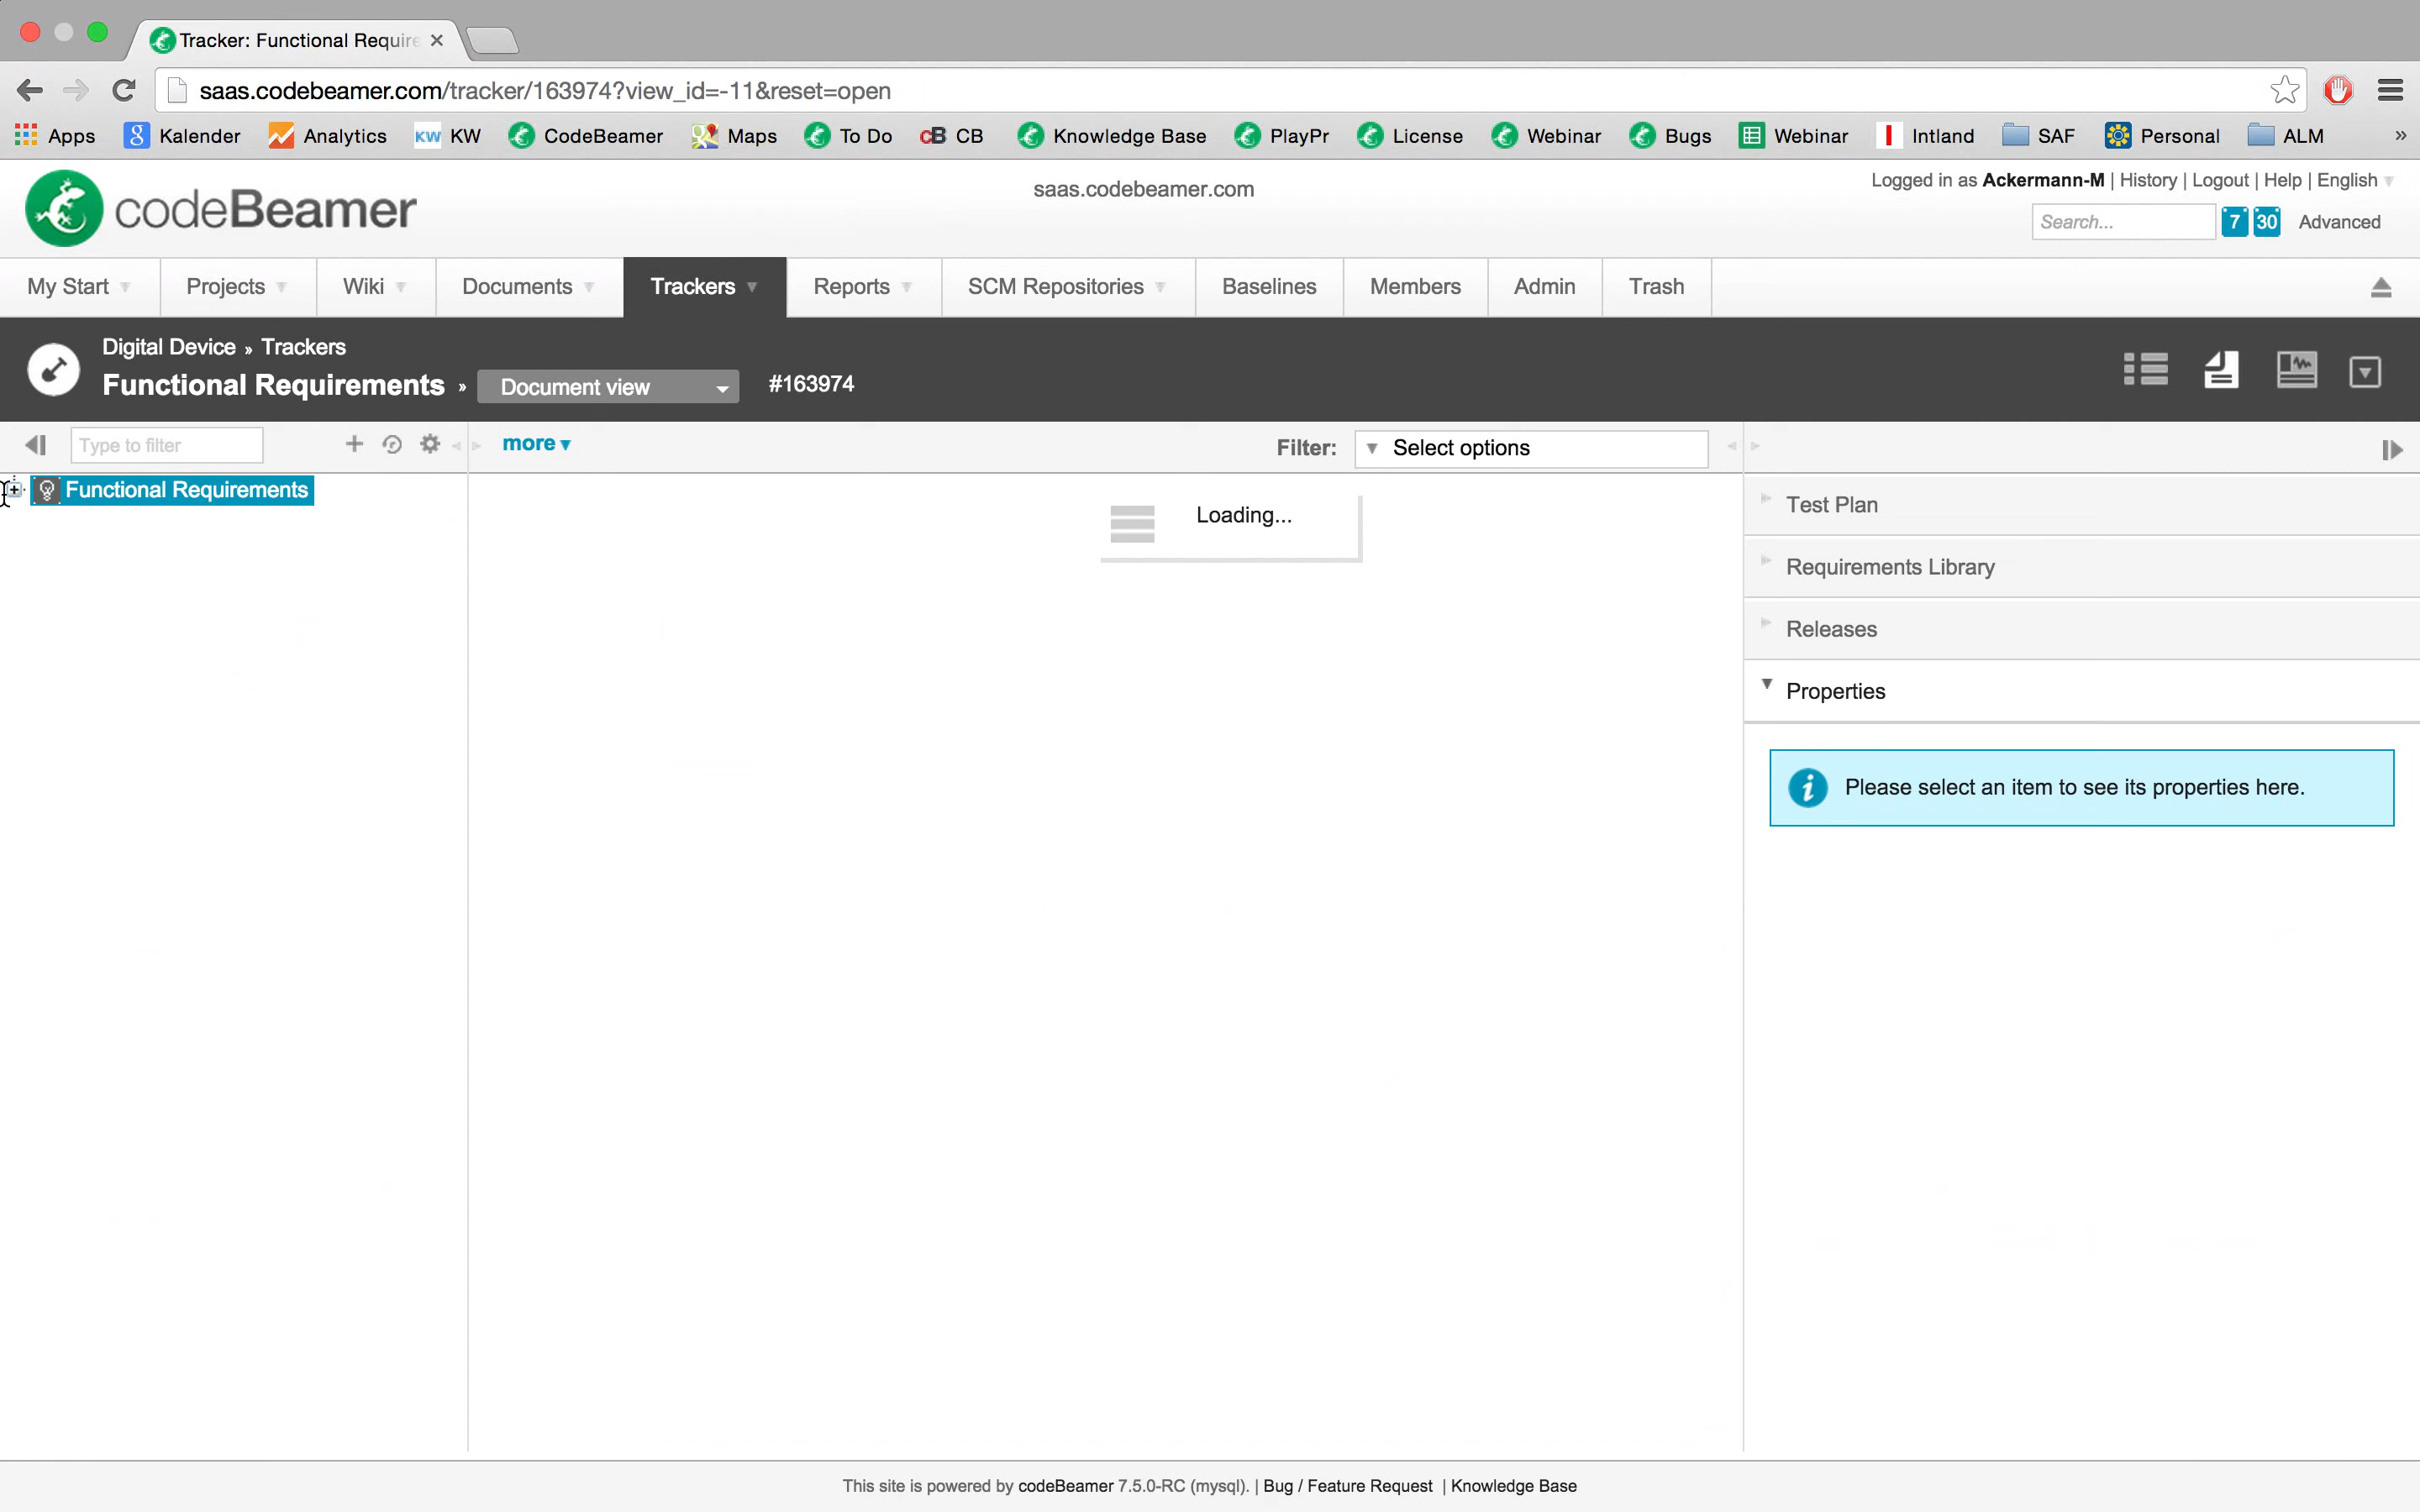 Tracker: Functional Require
saas.codebeamer.com/tracker/163974?view_id=-11&reset=open
Apps Kalender Analytics KW KW CodeBeamer Maps To Do CB CB Knowledge Base PlayPr License Webinar Bugs Webinar Intland SAF Personal ALM »
codeBeamer
saas.codebeamer.com
Logged in as Ackermann-M | History | Logout | Help | English
Search... 7 30 Advanced
My Start Projects Wiki Documents Trackers Reports SCM Repositories Baselines Members Admin Trash
Digital Device » Trackers
Functional Requirements » Document view #163974
Type to filter more Filter: Select options
Functional Requirements
Loading...
Test Plan
Requirements Library
Releases
Properties
Please select an item to see its properties here.
This site is powered by codeBeamer 7.5.0-RC (mysql). | Bug / Feature Request | Knowledge Base